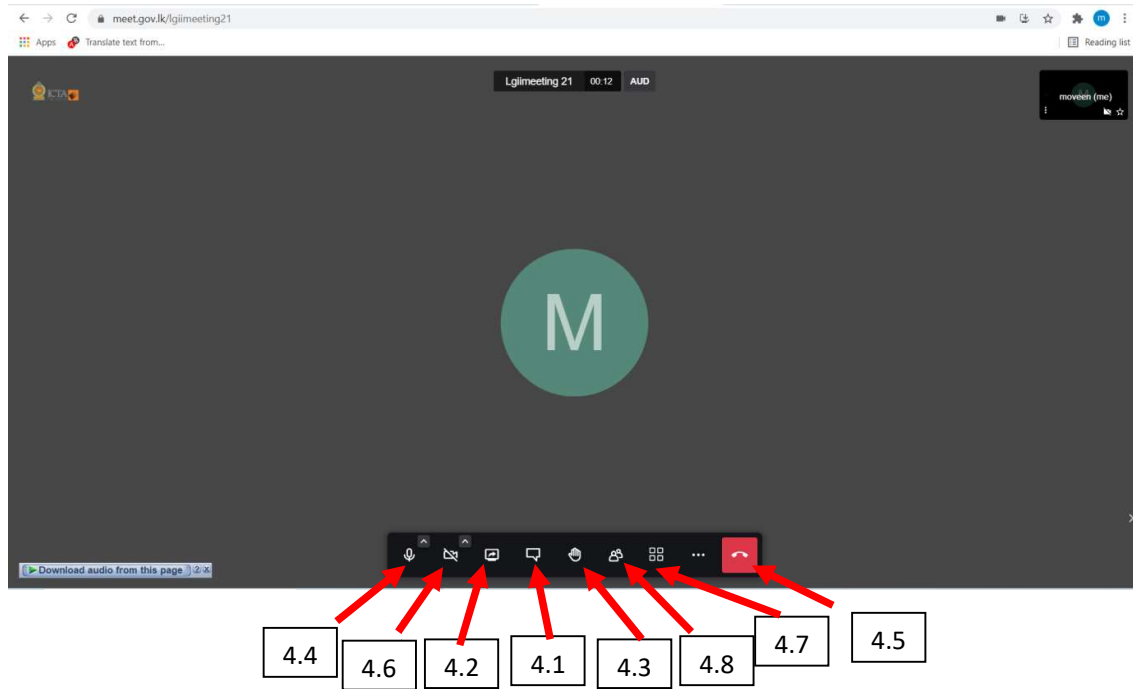 meet.gov.lk/lgiimeeting21
m
Apps Translate text from... Reading list
ICTA
Lgiimeeting 21 00:12 AUD
moveen (me)
M
Download audio from this page
4.4 4.6 4.2 4.1 4.3 4.8 4.7 4.5